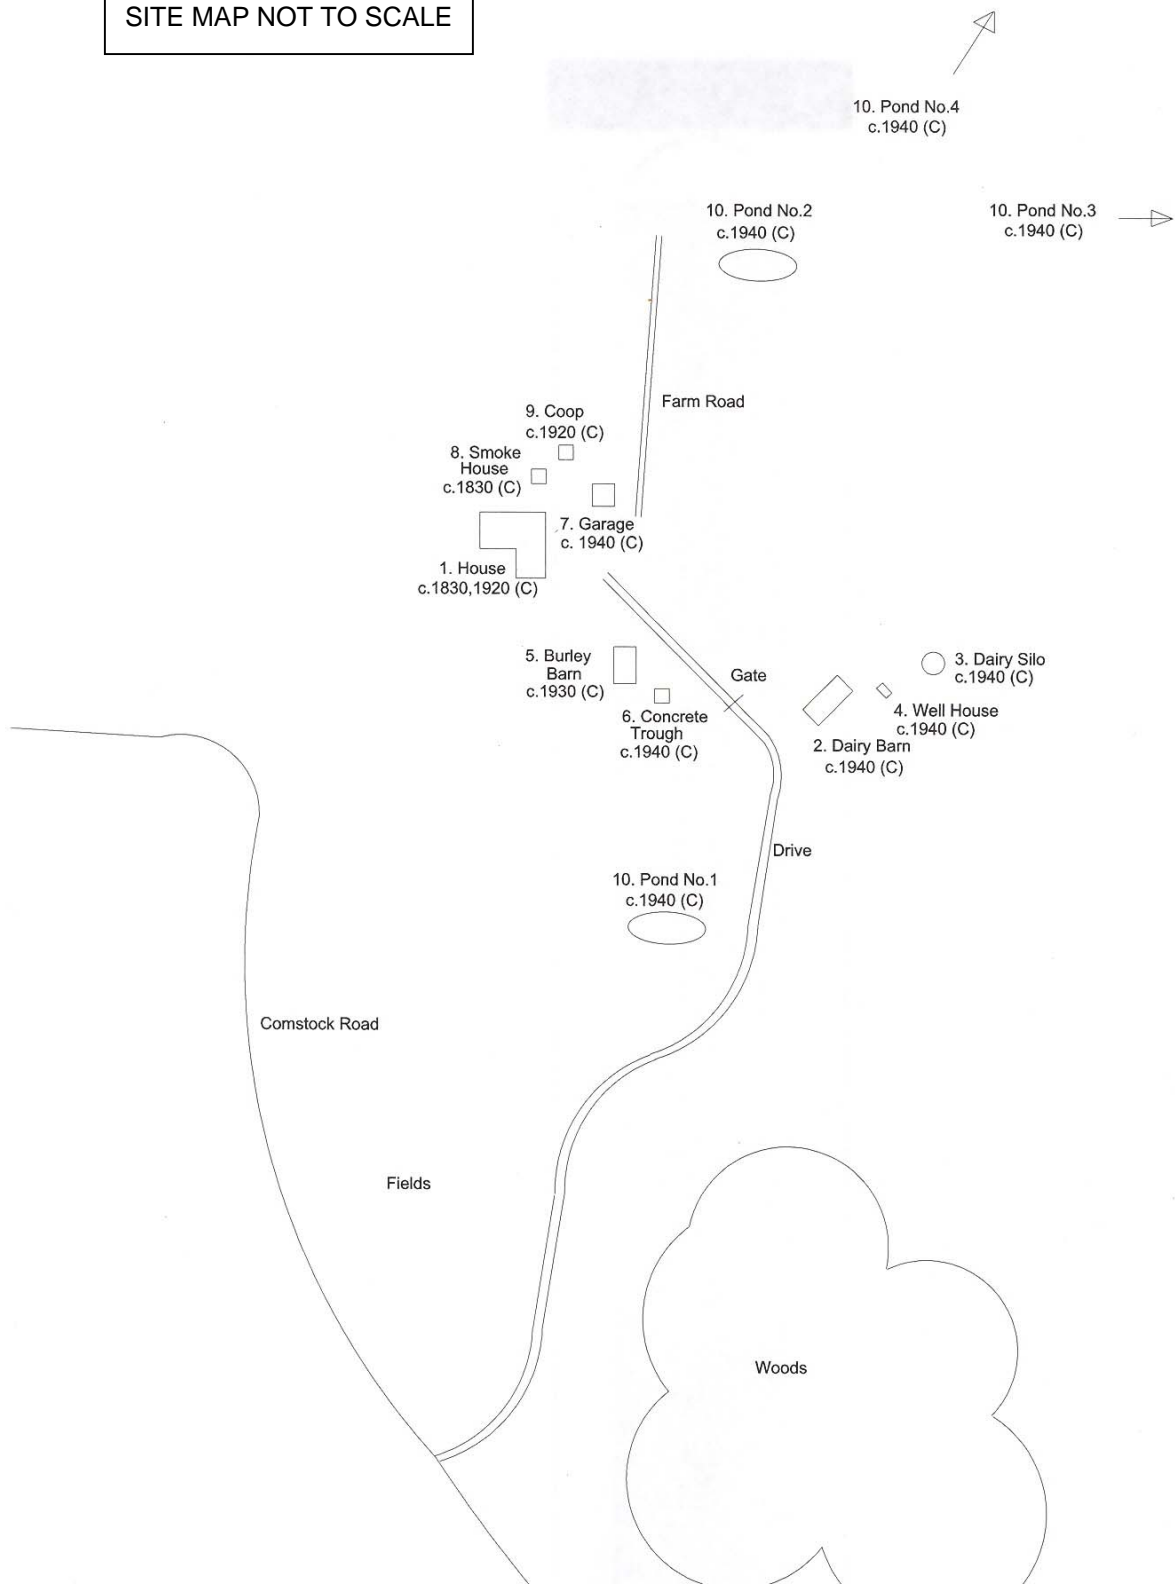 SITE MAP NOT TO SCALE
10. Pond No.4
c.1940 (C)
10. Pond No.2
c.1940 (C)
10. Pond No.3
c.1940 (C)
Farm Road
9. Coop
c.1920 (C)
8. Smoke
House
c.1830 (C)
7. Garage
c. 1940 (C)
1. House
c.1830,1920 (C)
5. Burley
Barn
c.1930 (C)
Gate
3. Dairy Silo
c.1940 (C)
6. Concrete
Trough
c.1940 (C)
4. Well House
c.1940 (C)
2. Dairy Barn
c.1940 (C)
Drive
10. Pond No.1
c.1940 (C)
Comstock Road
Fields
Woods